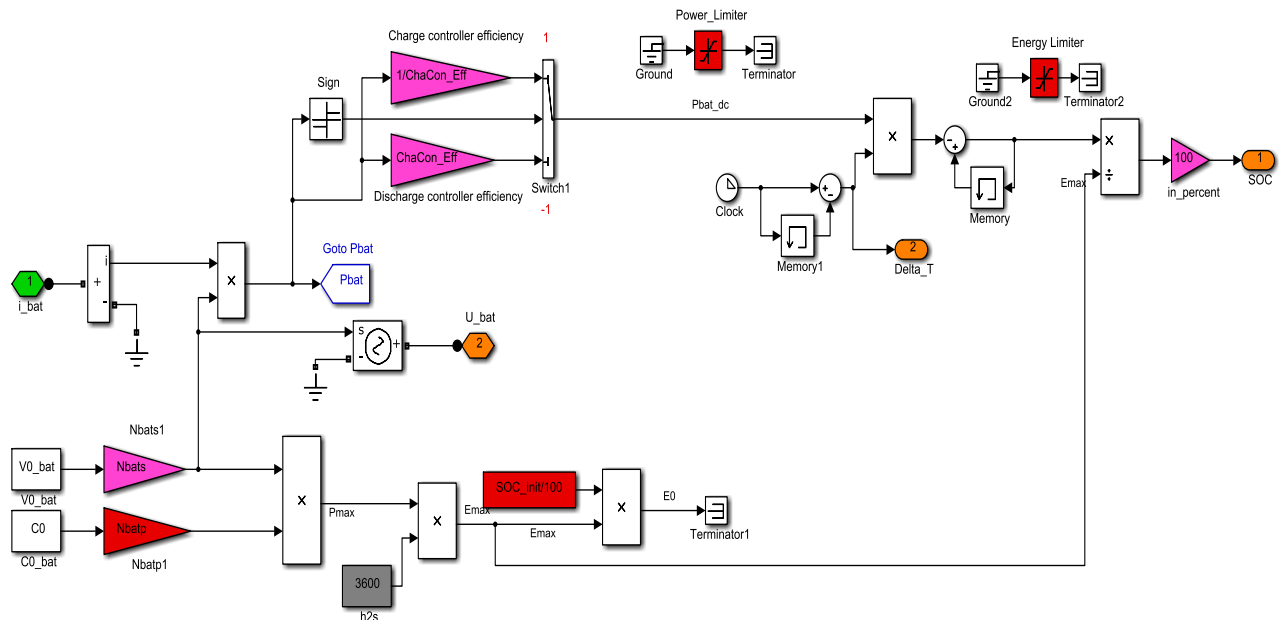 Power_Limiter
Charge controller efficiency
1
Energy Limiter
1/ChaCon_Eff
Ground
Terminator
Sign
Ground2
Terminator2
Pbat_dc
x
x
÷
ChaCon_Eff
- +
100
1
Switch1
Emax
SOC
Discharge controller efficiency
Clock
+ -
in_percent
-1
Memory
Memory1
2
Delta_T
Goto Pbat
i
+
-
x
Pbat
1
i_bat
U_bat
s
-
+
2
Nbats1
V0_bat
Nbats
V0_bat
x
SOC_init/100
E0
Pmax
Emax
x
x
C0
Nbatp
Emax
Terminator1
C0_bat
Nbatp1
3600
h2s